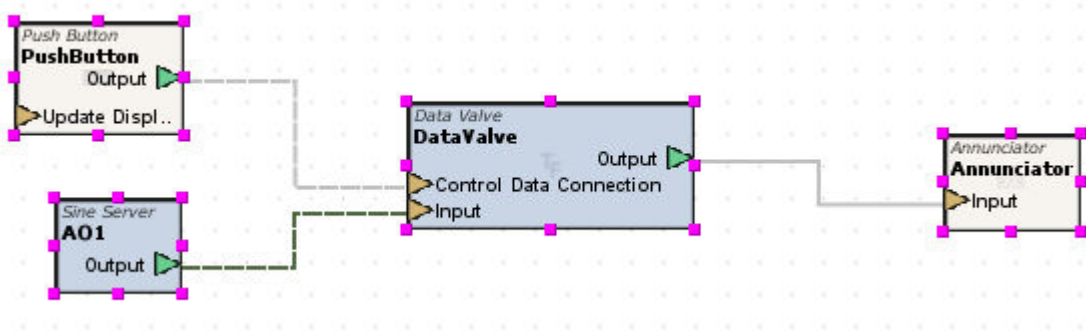 Push Button
PushButton
Output
Update Displ..
Sine Server
AO1
Output
Data Valve
DataValve
Output
Control Data Connection
Input
Annunciator
Annunciator
Input